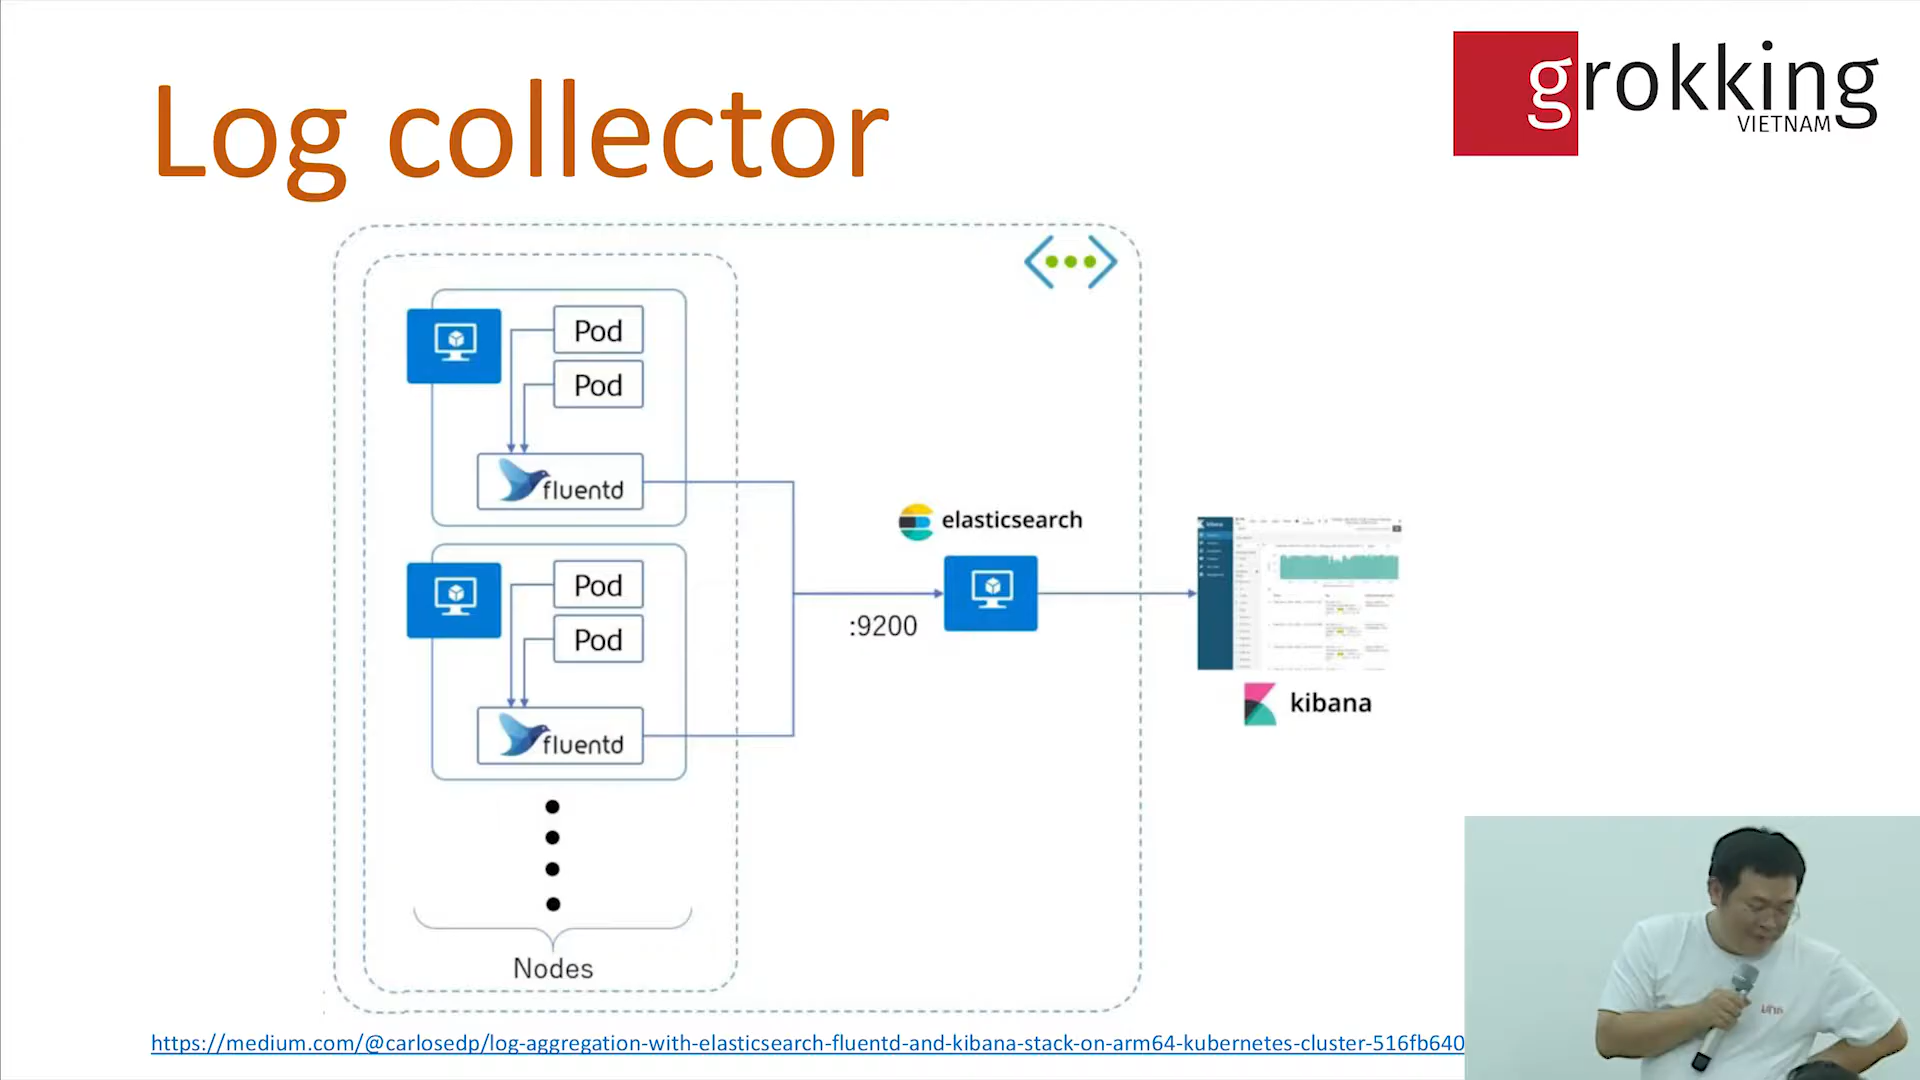 Log collector
grokking
VIETNAM
Pod
Pod
fluentd
Pod
Pod
fluentd
Nodes
elasticsearch
:9200
kibana
kibana
https://medium.com/@carlosedp/log-aggregation-with-elasticsearch-fluentd-and-kibana-stack-on-arm64-kubernetes-cluster-516fb640